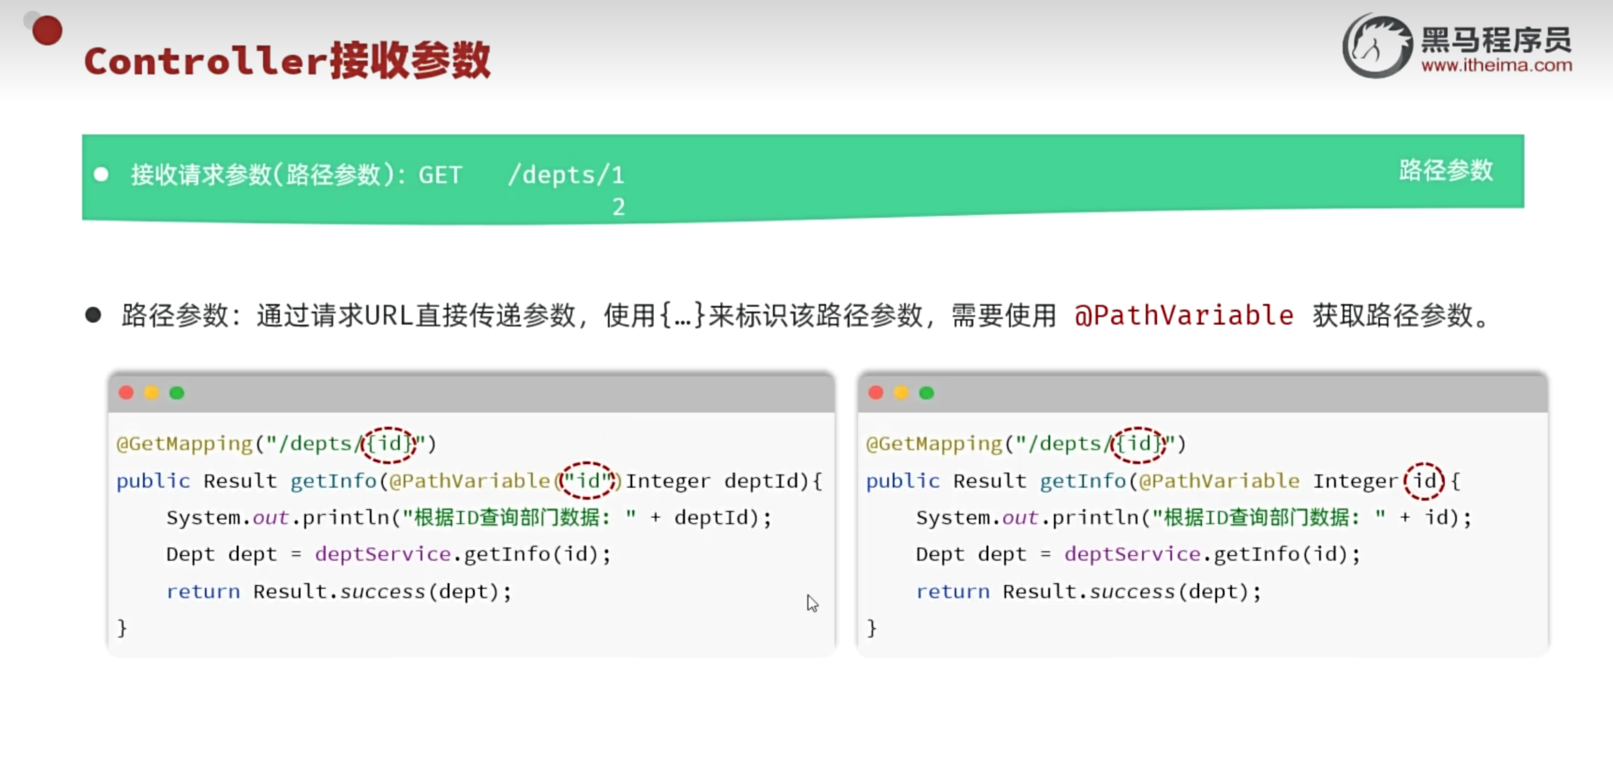 Controller接收参数
黑马程序员
www.itheima.com
接收请求参数(路径参数)：GET /depts/1
2
路径参数
路径参数：通过请求URL直接传递参数，使用{…}来标识该路径参数，需要使用 @PathVariable 获取路径参数。
@GetMapping("/depts/{id}")
public Result getInfo(@PathVariable("id")Integer deptId){
System.out.println("根据ID查询部门数据：" + deptId);
Dept dept = deptService.getInfo(id);
return Result.success(dept);
}
@GetMapping("/depts/{id}")
public Result getInfo(@PathVariable Integer id){
System.out.println("根据ID查询部门数据：" + id);
Dept dept = deptService.getInfo(id);
return Result.success(dept);
}